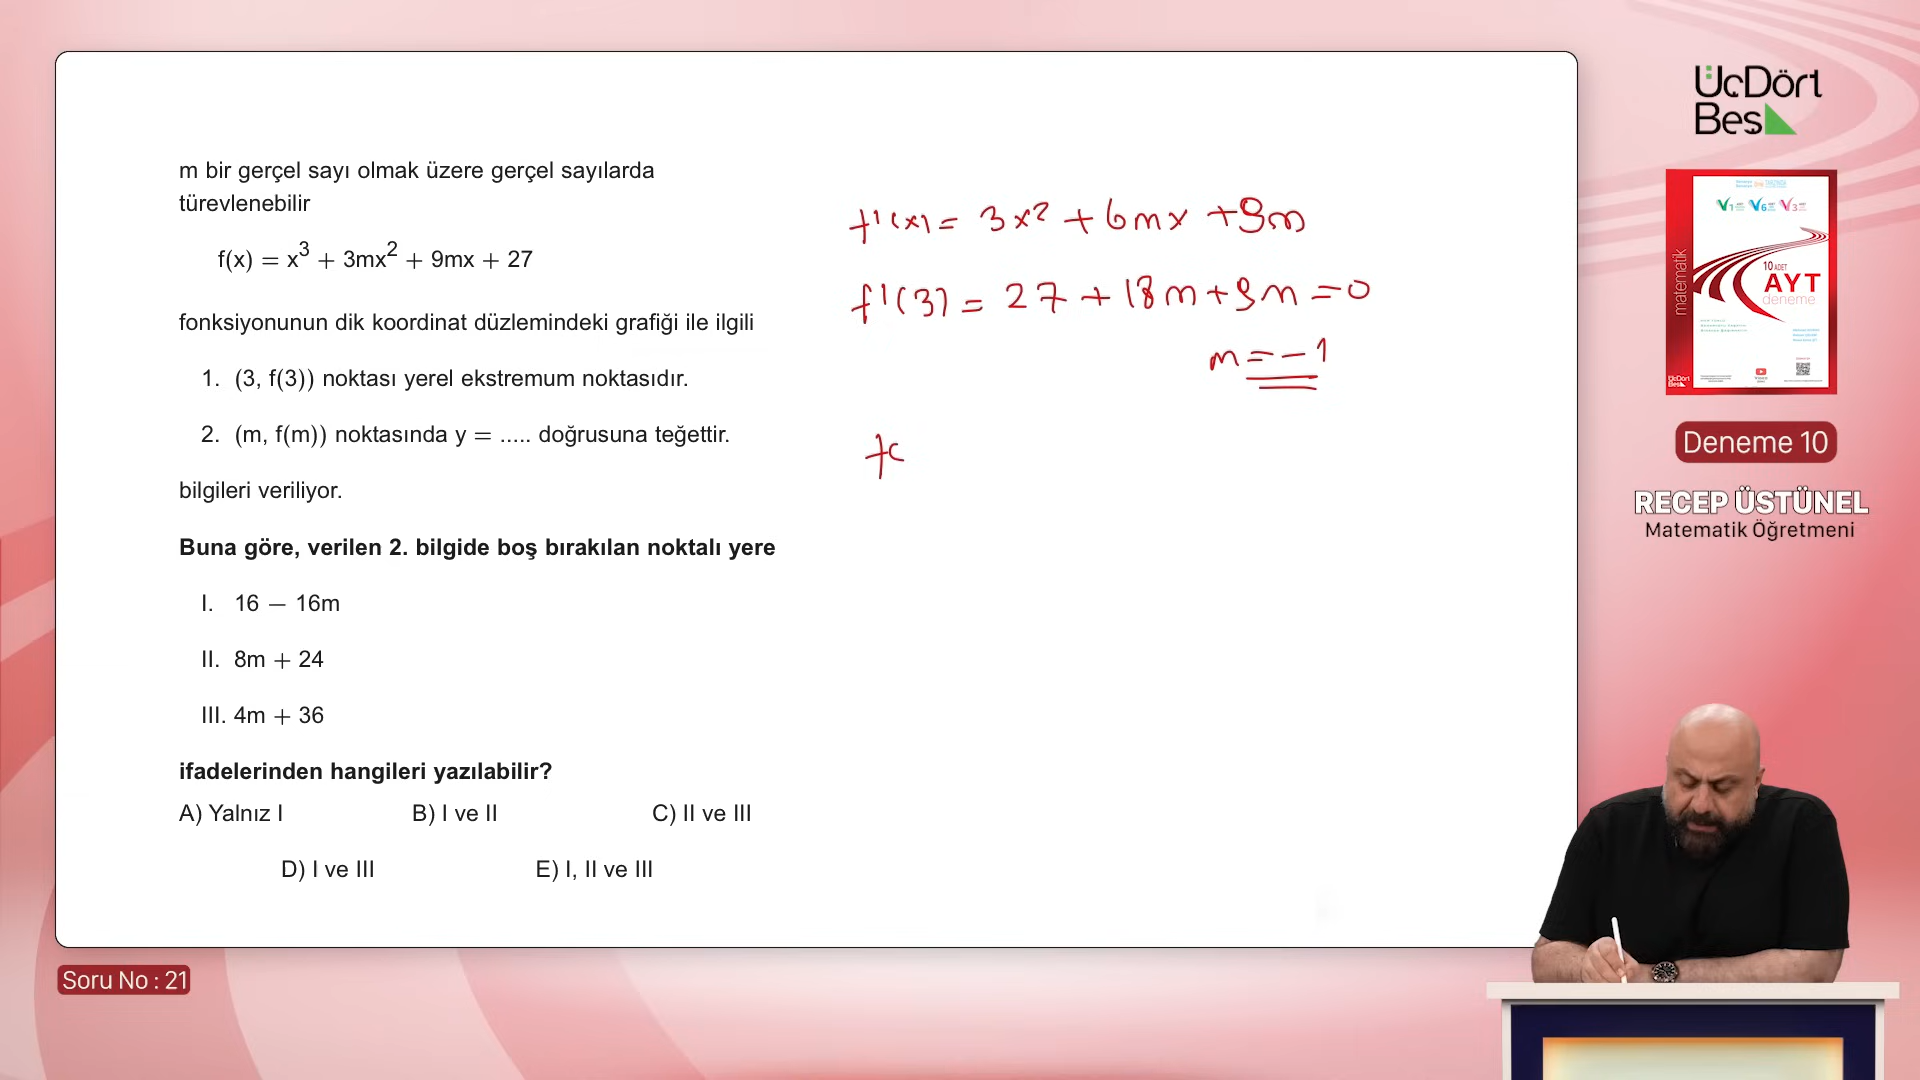 m bir gerçel sayı olmak üzere gerçel sayılarda
türevlenebilir
f(x) = x³ + 3mx² + 9mx + 27
fonksiyonunun dik koordinat düzlemindeki grafiği ile ilgili
1. (3, f(3)) noktası yerel ekstremum noktasıdır.
2. (m, f(m)) noktasında y = ..... doğrusuna teğettir.
bilgileri veriliyor.
Buna göre, verilen 2. bilgide boş bırakılan noktalı yere
I. 16 − 16m
II. 8m + 24
III. 4m + 36
ifadelerinden hangileri yazılabilir?
A) Yalnız I B) I ve II C) II ve III
D) I ve III E) I, II ve III
f'(x) = 3x² + 6mx + 9m
f'(3) = 27 + 18m + 9m = 0
m = −1
f(
ÜçDört
Beş
matematik
10 ADET
AYT
deneme
ÜçDört
Beş
Deneme 10
RECEP ÜSTÜNEL
Matematik Öğretmeni
Soru No : 21